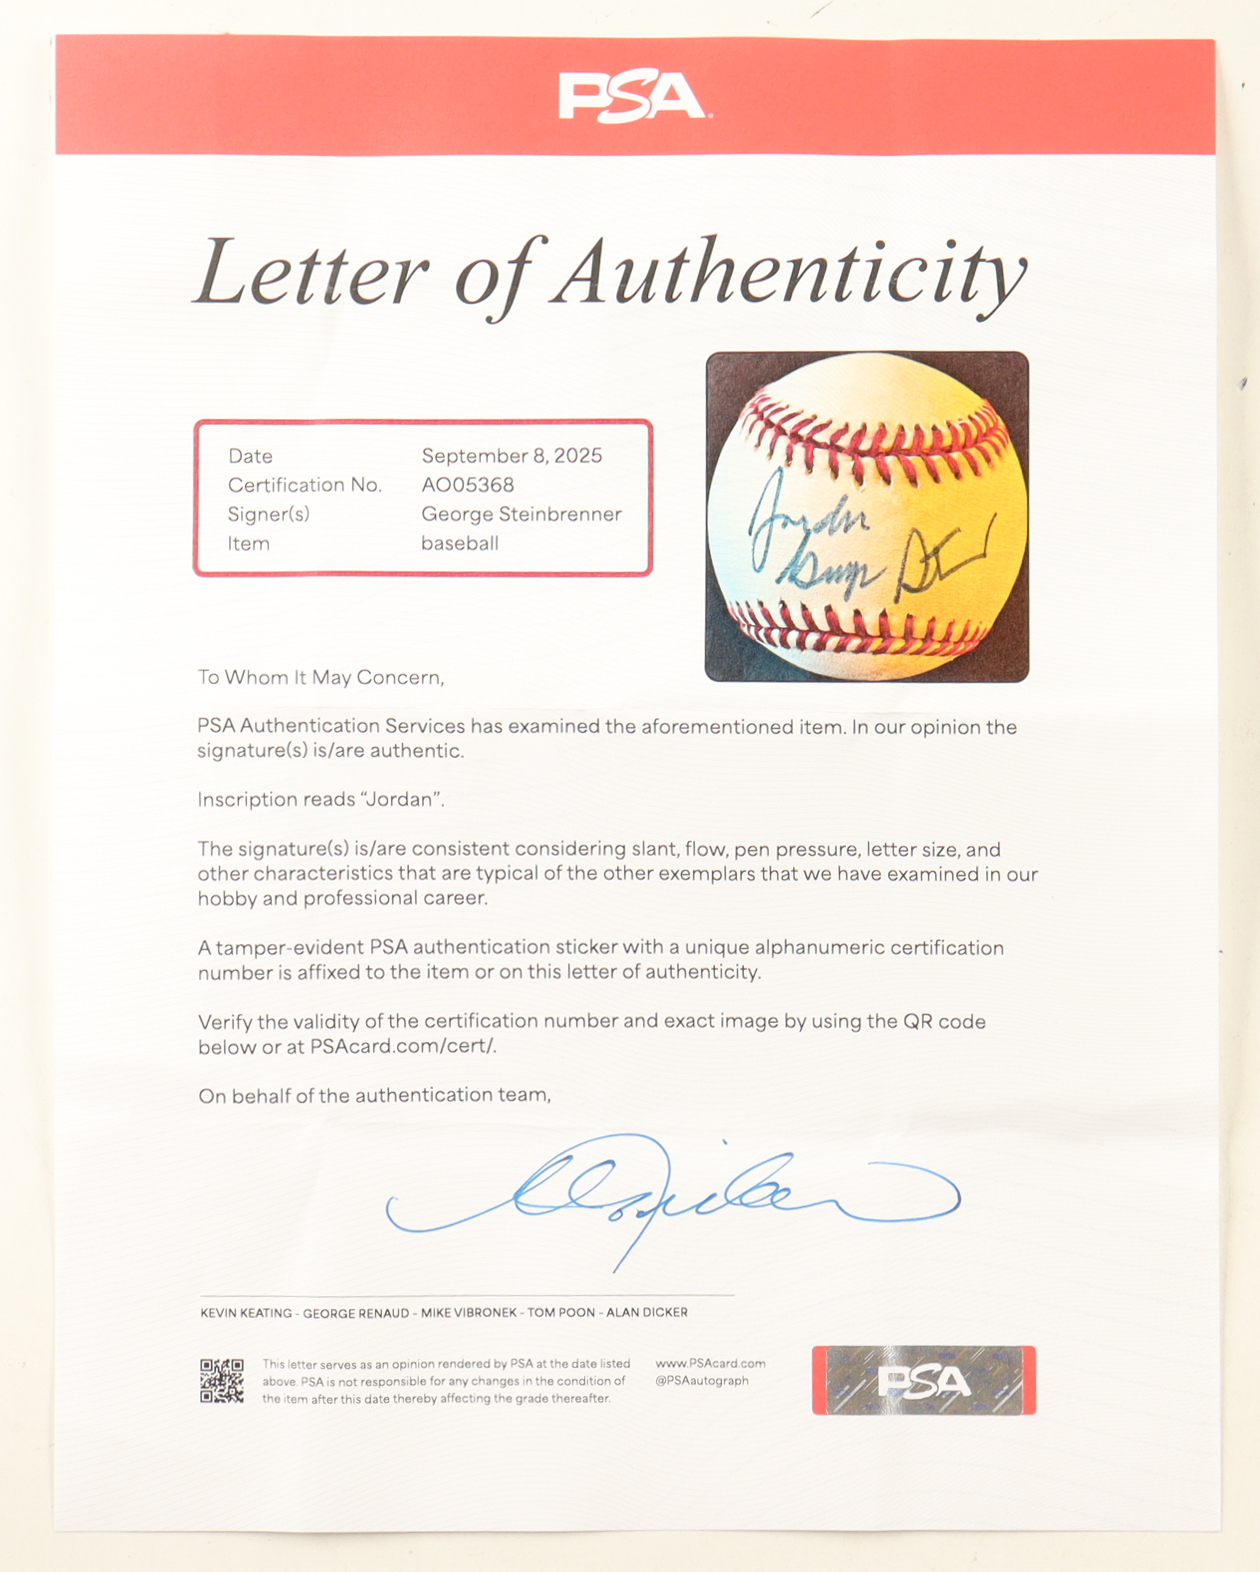 PSA
Letter of Authenticity
Date September 8, 2025
Certification No. AO05368
Signer(s) George Steinbrenner
Item baseball
Jordan
George
To Whom It May Concern,
PSA Authentication Services has examined the aforementioned item. In our opinion the
signature(s) is/are authentic.
Inscription reads “Jordan”.
The signature(s) is/are consistent considering slant, flow, pen pressure, letter size, and
other characteristics that are typical of the other exemplars that we have examined in our
hobby and professional career.
A tamper-evident PSA authentication sticker with a unique alphanumeric certification
number is affixed to the item or on this letter of authenticity.
Verify the validity of the certification number and exact image by using the QR code
below or at PSAcard.com/cert/.
On behalf of the authentication team,
KEVIN KEATING - GEORGE RENAUD - MIKE VIBRONEK - TOM POON - ALAN DICKER
This letter serves as an opinion rendered by PSA at the date listed
above. PSA is not responsible for any changes in the condition of
the item after this date thereby affecting the grade thereafter.
www.PSAcard.com
@PSAautograph
PSA